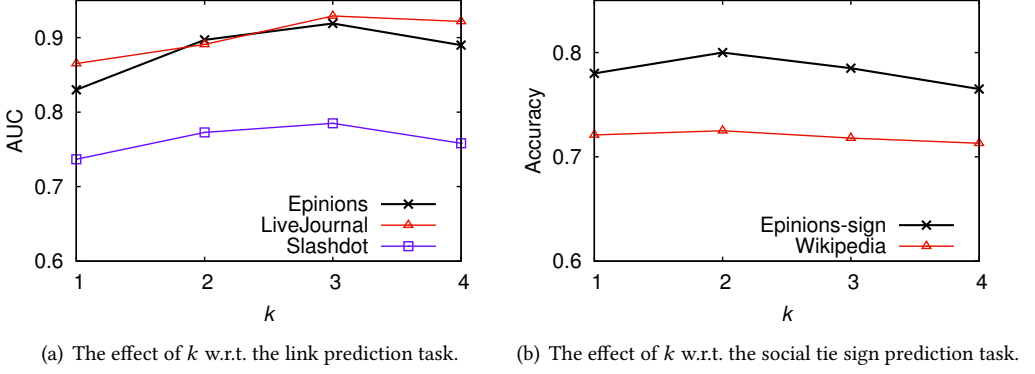 0.9
0.8
0.7
0.6
AUC
Epinions
LiveJournal
Slashdot
1 2 3 4
k
(a) The effect of k w.r.t. the link prediction task.
0.8
0.7
0.6
Accuracy
Epinions-sign
Wikipedia
1 2 3 4
k
(b) The effect of k w.r.t. the social tie sign prediction task.